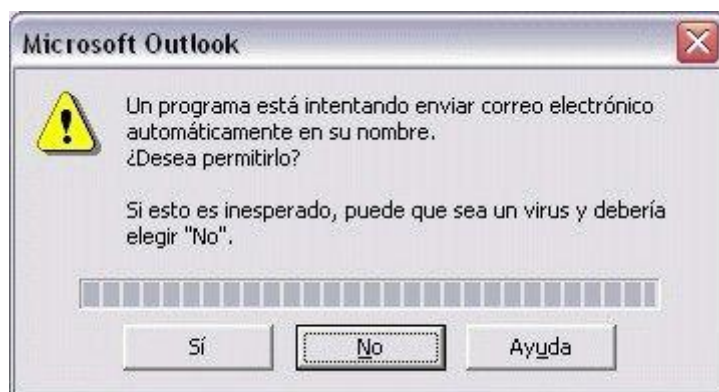 Microsoft Outlook
Un programa está intentando enviar correo electrónico
automáticamente en su nombre.
¿Desea permitirlo?
Si esto es inesperado, puede que sea un virus y debería
elegir "No".
Sí
No
Ayuda